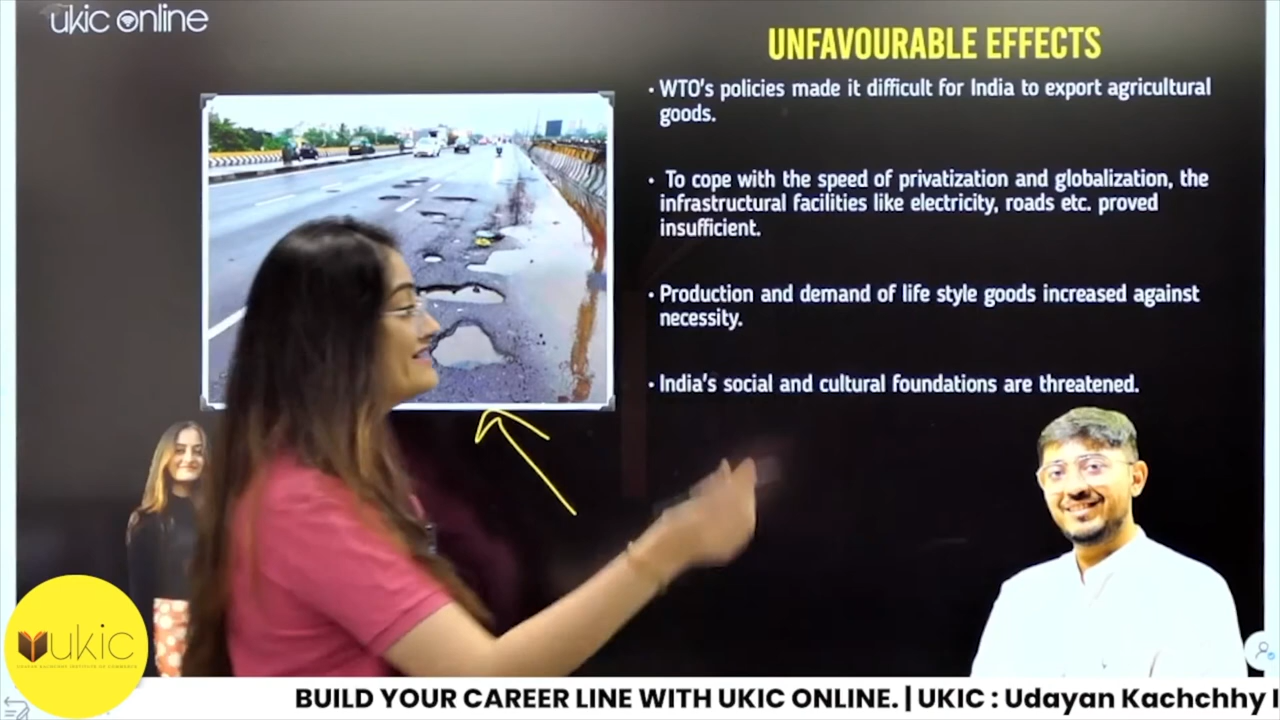 ukic online
UNFAVOURABLE EFFECTS
• WTO's policies made it difficult for India to export agricultural
goods.
• To cope with the speed of privatization and globalization, the
infrastructural facilities like electricity, roads etc. proved
insufficient.
• Production and demand of life style goods increased against
necessity.
• India's social and cultural foundations are threatened.
ukic
BUILD YOUR CAREER LINE WITH UKIC ONLINE. | UKIC : Udayan Kachchhy